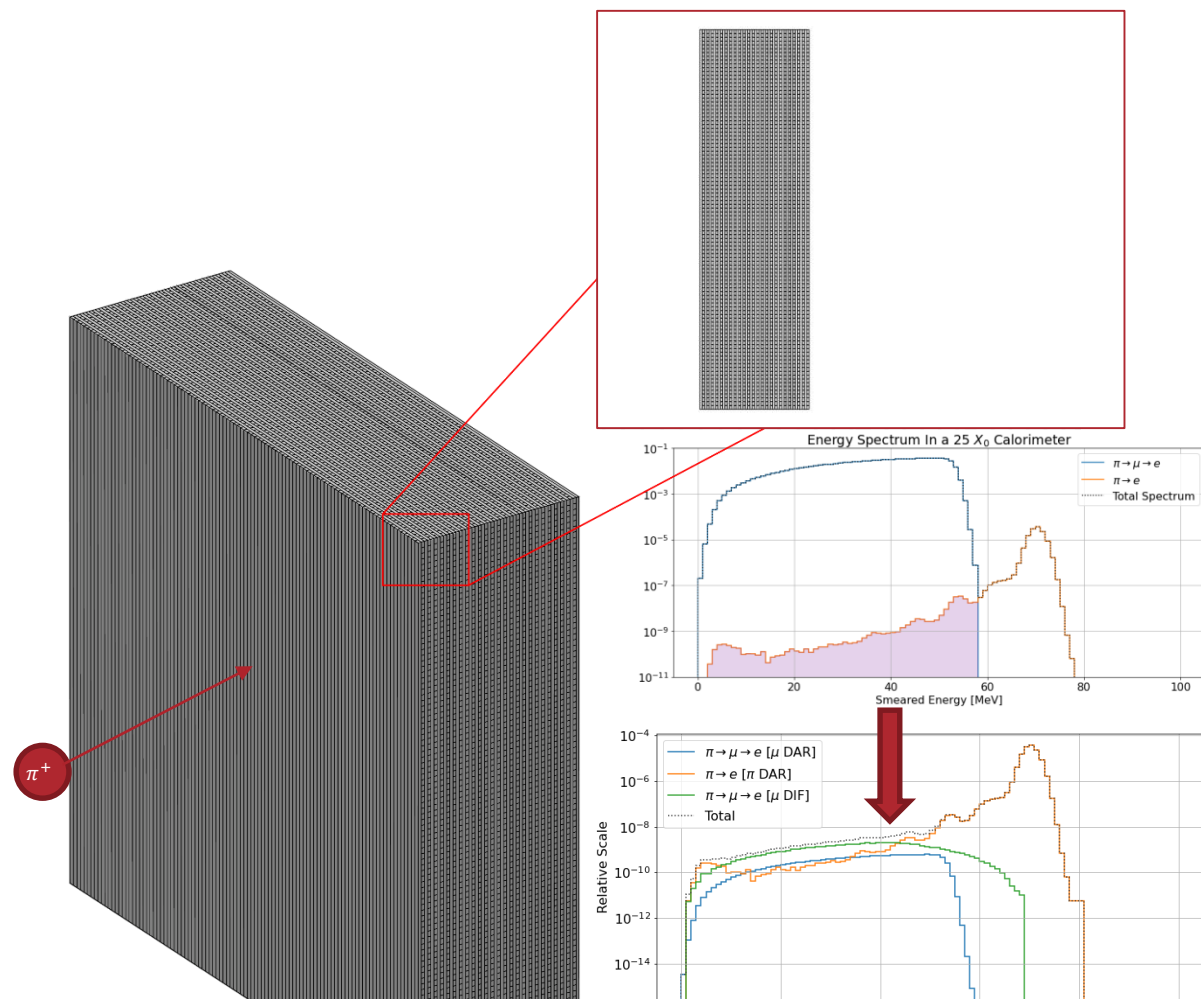 π⁺
Energy Spectrum In a 25 X₀ Calorimeter
10⁻¹
10⁻³
10⁻⁵
10⁻⁷
10⁻⁹
10⁻¹¹
π→μ→e
π→e
Total Spectrum
0 20 40 60 80 100
Smeared Energy [MeV]
10⁻⁴
10⁻⁶
10⁻⁸
10⁻¹⁰
10⁻¹²
10⁻¹⁴
Relative Scale
π→μ→e [μ DAR]
π→e [π DAR]
π→μ→e [μ DIF]
Total